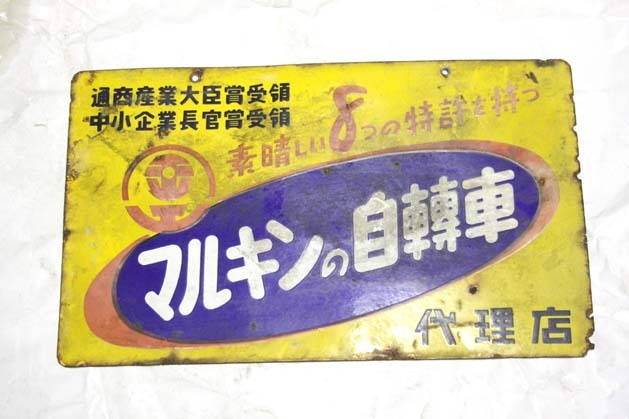 通商産業大臣賞受領
中小企業長官賞受領
素晴しい8つの特許を持つ
マルキンの自轉車
代理店